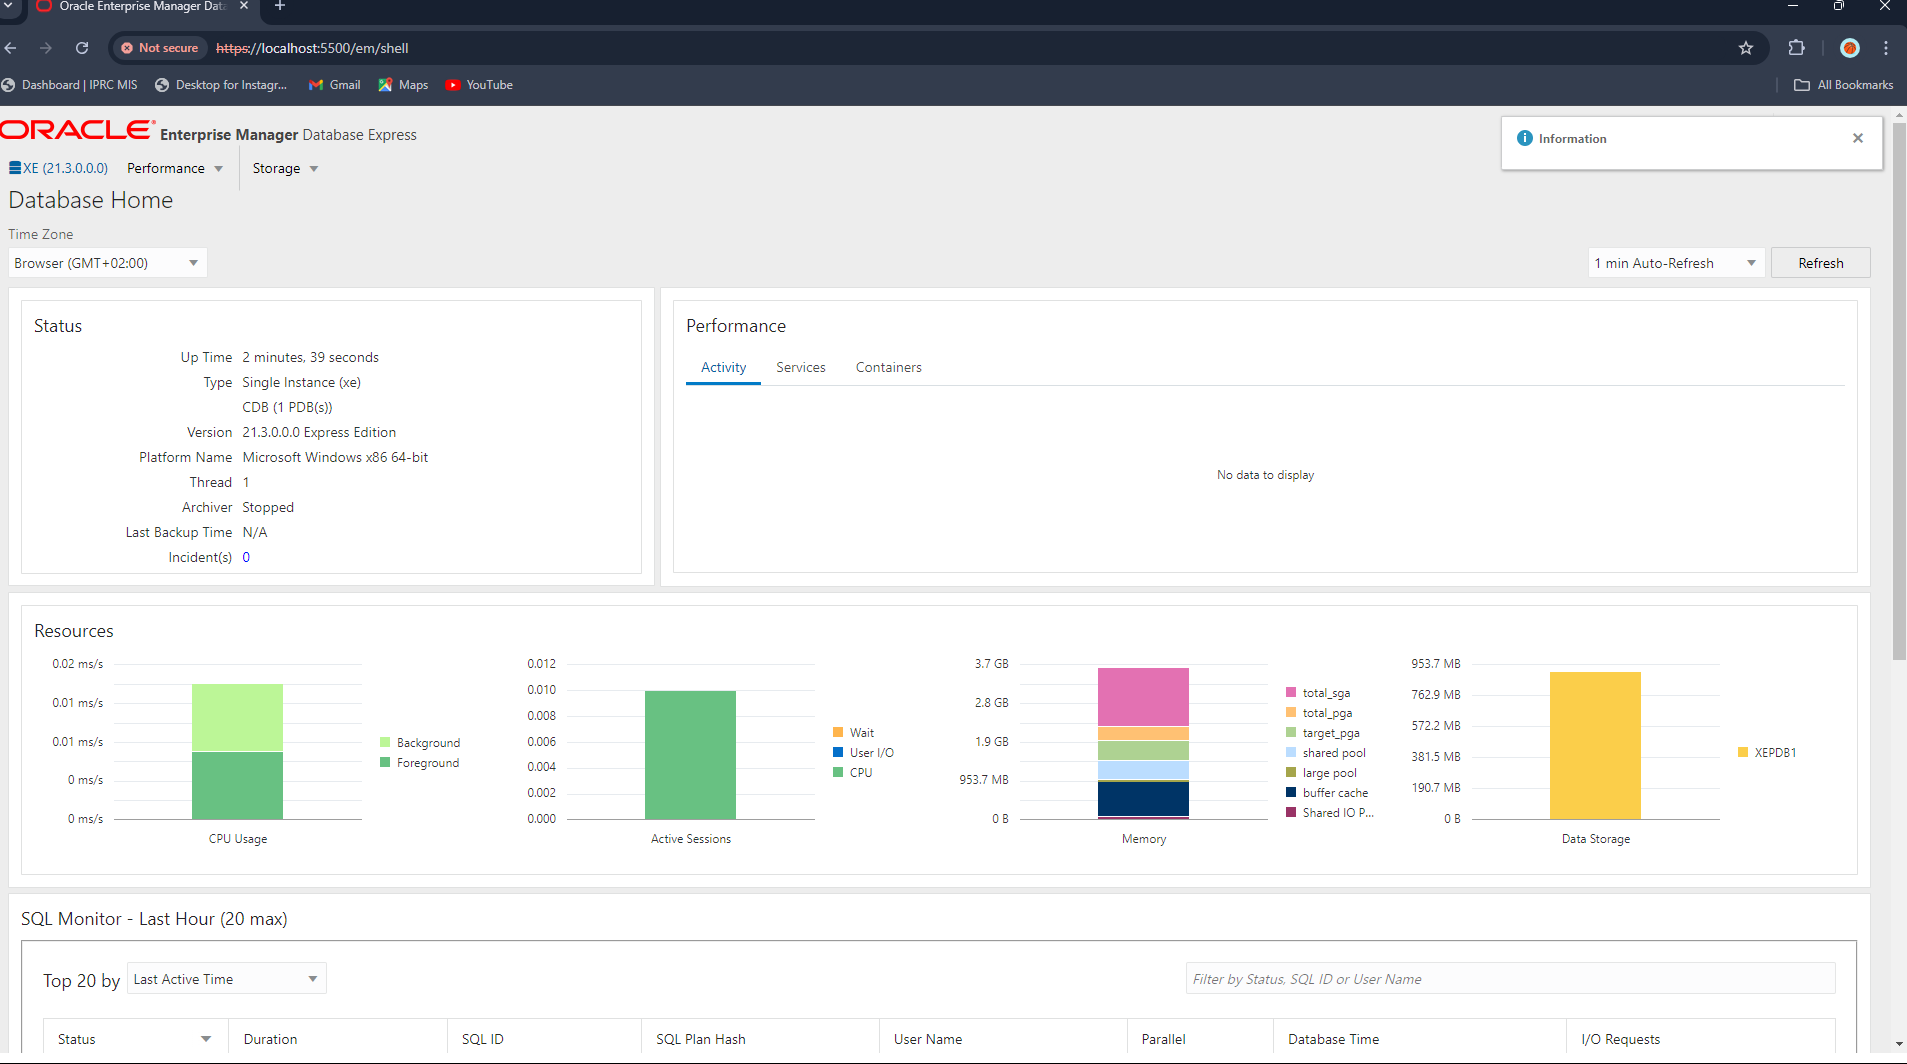 Oracle Enterprise Manager Dat
Not secure https://localhost:5500/em/shell
Dashboard | IPRC MIS Desktop for Instagr... Gmail Maps YouTube All Bookmarks
ORACLE Enterprise Manager Database Express
Information
XE (21.3.0.0.0) Performance Storage
Database Home
Time Zone
Browser (GMT+02:00) 1 min Auto-Refresh Refresh
Status
Up Time 2 minutes, 39 seconds
Type Single Instance (xe)
CDB (1 PDB(s))
Version 21.3.0.0.0 Express Edition
Platform Name Microsoft Windows x86 64-bit
Thread 1
Archiver Stopped
Last Backup Time N/A
Incident(s) 0
Performance
Activity Services Containers
No data to display
Resources
0.02 ms/s
0.01 ms/s
0.01 ms/s
0 ms/s
0 ms/s
CPU Usage
Background
Foreground
0.012
0.010
0.008
0.006
0.004
0.002
0.000
Active Sessions
Wait
User I/O
CPU
3.7 GB
2.8 GB
1.9 GB
953.7 MB
0 B
Memory
total_sga
total_pga
target_pga
shared pool
large pool
buffer cache
Shared IO P...
953.7 MB
762.9 MB
572.2 MB
381.5 MB
190.7 MB
0 B
Data Storage
XEPDB1
SQL Monitor - Last Hour (20 max)
Top 20 by Last Active Time Filter by Status, SQL ID or User Name
Status Duration SQL ID SQL Plan Hash User Name Parallel Database Time I/O Requests